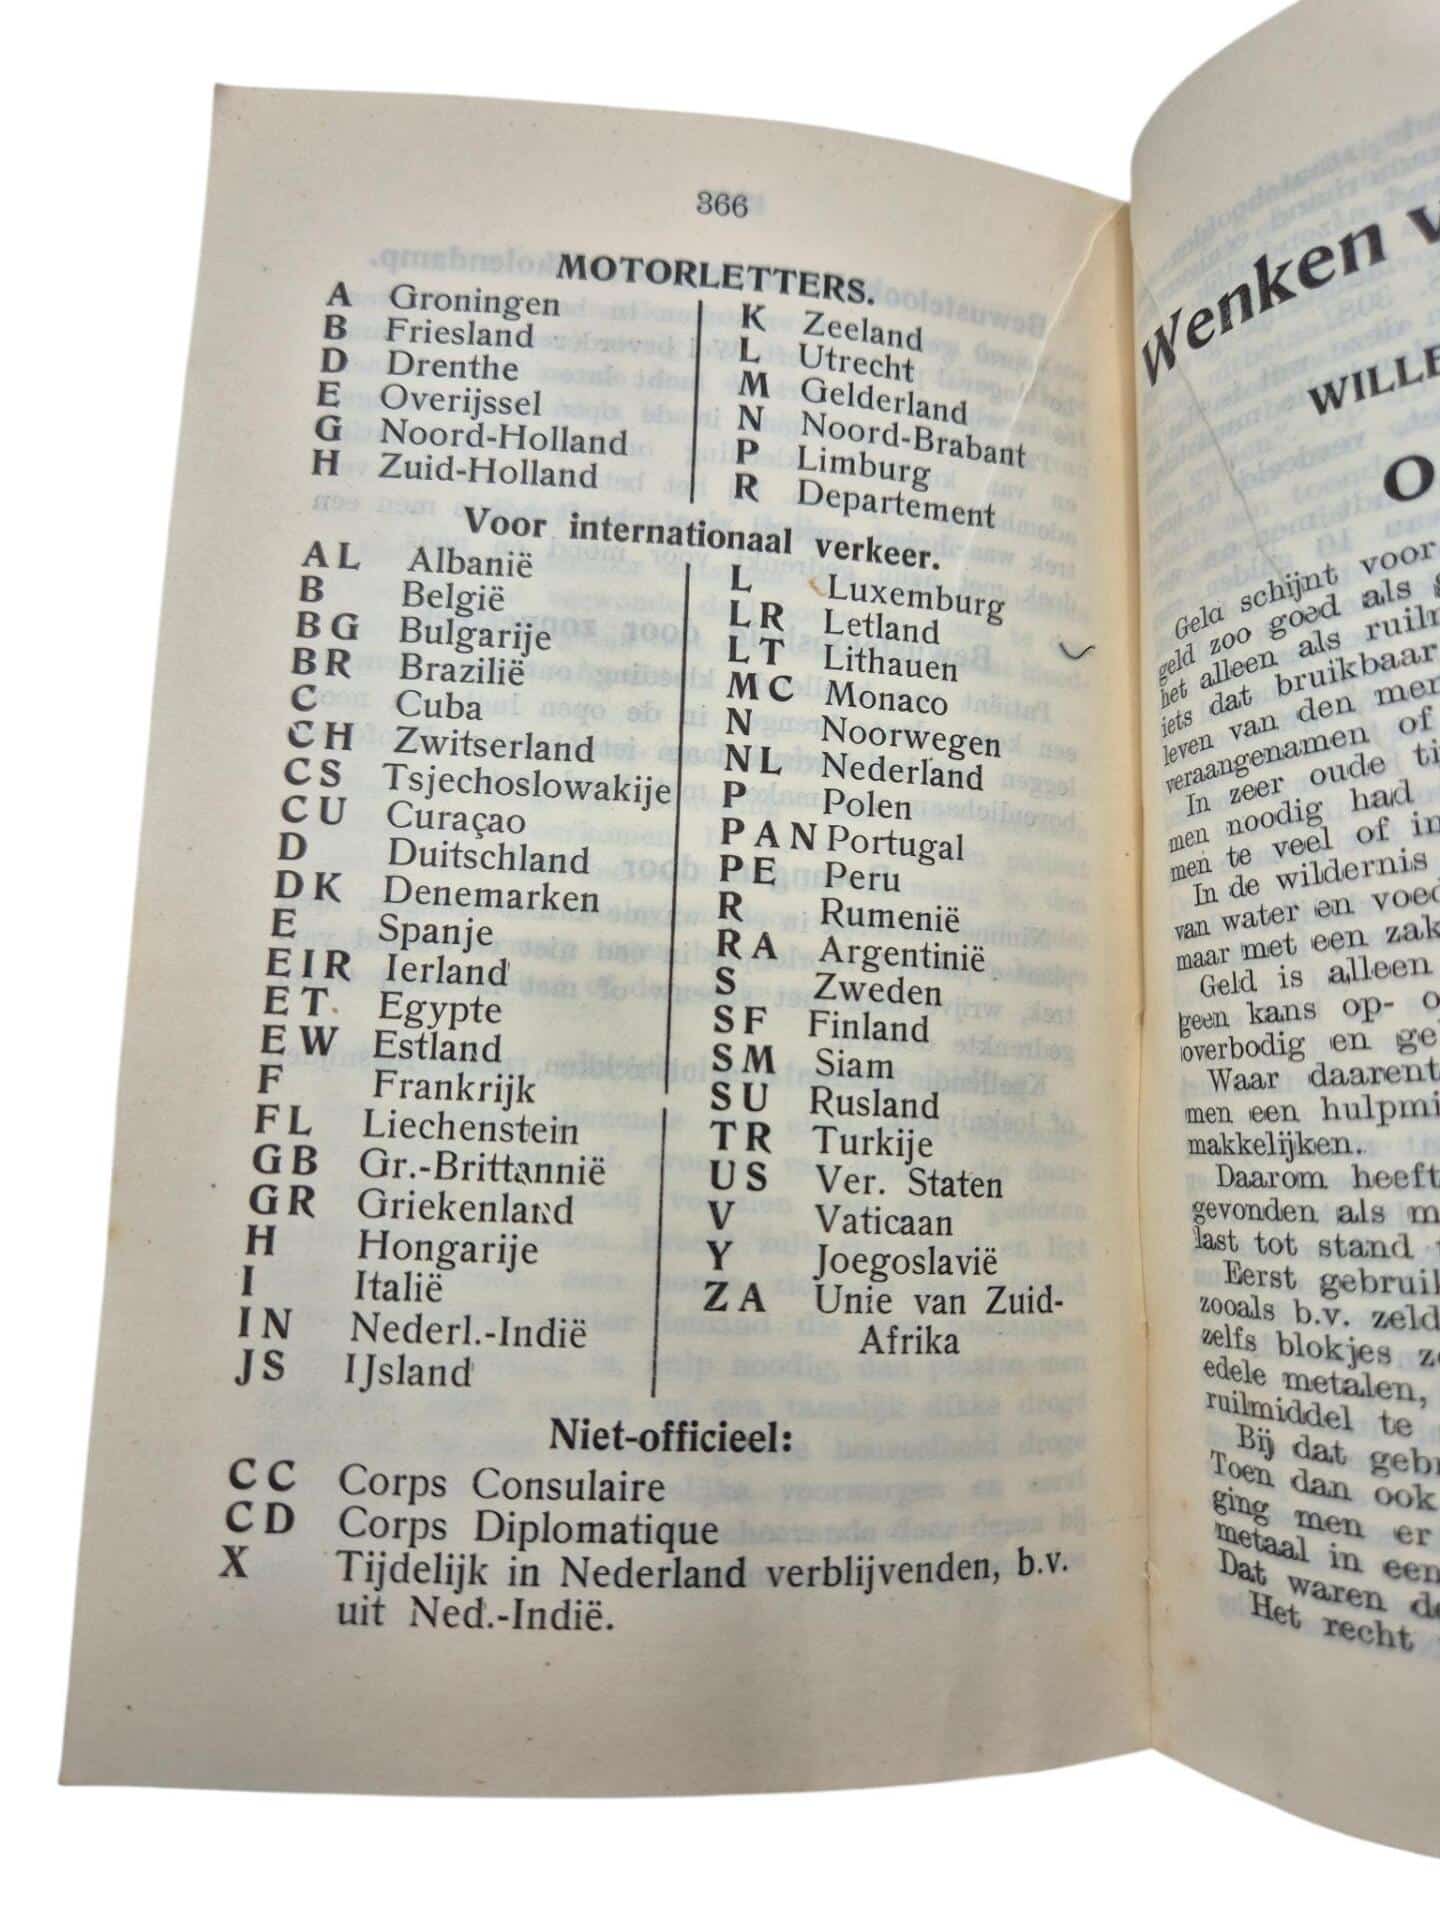 366
MOTORLETTERS.
A Groningen
B Friesland
D Drenthe
E Overijssel
G Noord-Holland
H Zuid-Holland
K Zeeland
L Utrecht
M Gelderland
N Noord-Brabant
P Limburg
R Departement
Voor internationaal verkeer.
AL Albanië
B België
BG Bulgarije
BR Brazilië
C Cuba
CH Zwitserland
CS Tsjechoslowakije
CU Curaçao
D Duitschland
DK Denemarken
E Spanje
EIR Ierland
ET Egypte
EW Estland
F Frankrijk
FL Liechenstein
GB Gr.-Brittannië
GR Griekenland
H Hongarije
I Italië
IN Nederl.-Indië
JS IJsland
L Luxemburg
LR Letland
LT Lithauen
MC Monaco
N Noorwegen
NL Nederland
P Polen
PAN Portugal
PE Peru
R Rumenië
RA Argentinië
S Zweden
SF Finland
SM Siam
SU Rusland
TR Turkije
US Ver. Staten
V Vaticaan
Y Joegoslavië
ZA Unie van Zuid-
Afrika
Niet-officieel:
CC Corps Consulaire
CD Corps Diplomatique
X Tijdelijk in Nederland verblijvenden, b.v.
uit Ned.-Indië.
Wenken v
WILLE
O
Geld schijnt voor
geld zoo goed als g
het alleen als ruilm
iets dat bruikbaar
leven van den men
veraangenamen of
In zeer oude ti
men noodig had
men te veel of in
In de wildernis
van water en voed
maar met een zak
Geld is alleen
geen kans op- o
overbodig en ge
Waar daarent
men een hulpmi
makkelijken.
Daarom heeft
gevonden als m
last tot stand
Eerst gebruik
zooals b.v. zeld
zelfs blokjes z
edele metalen,
ruilmiddel te
Bij dat gebr
Toen dan ook
ging men er
metaal in een
Dat waren de
Het recht